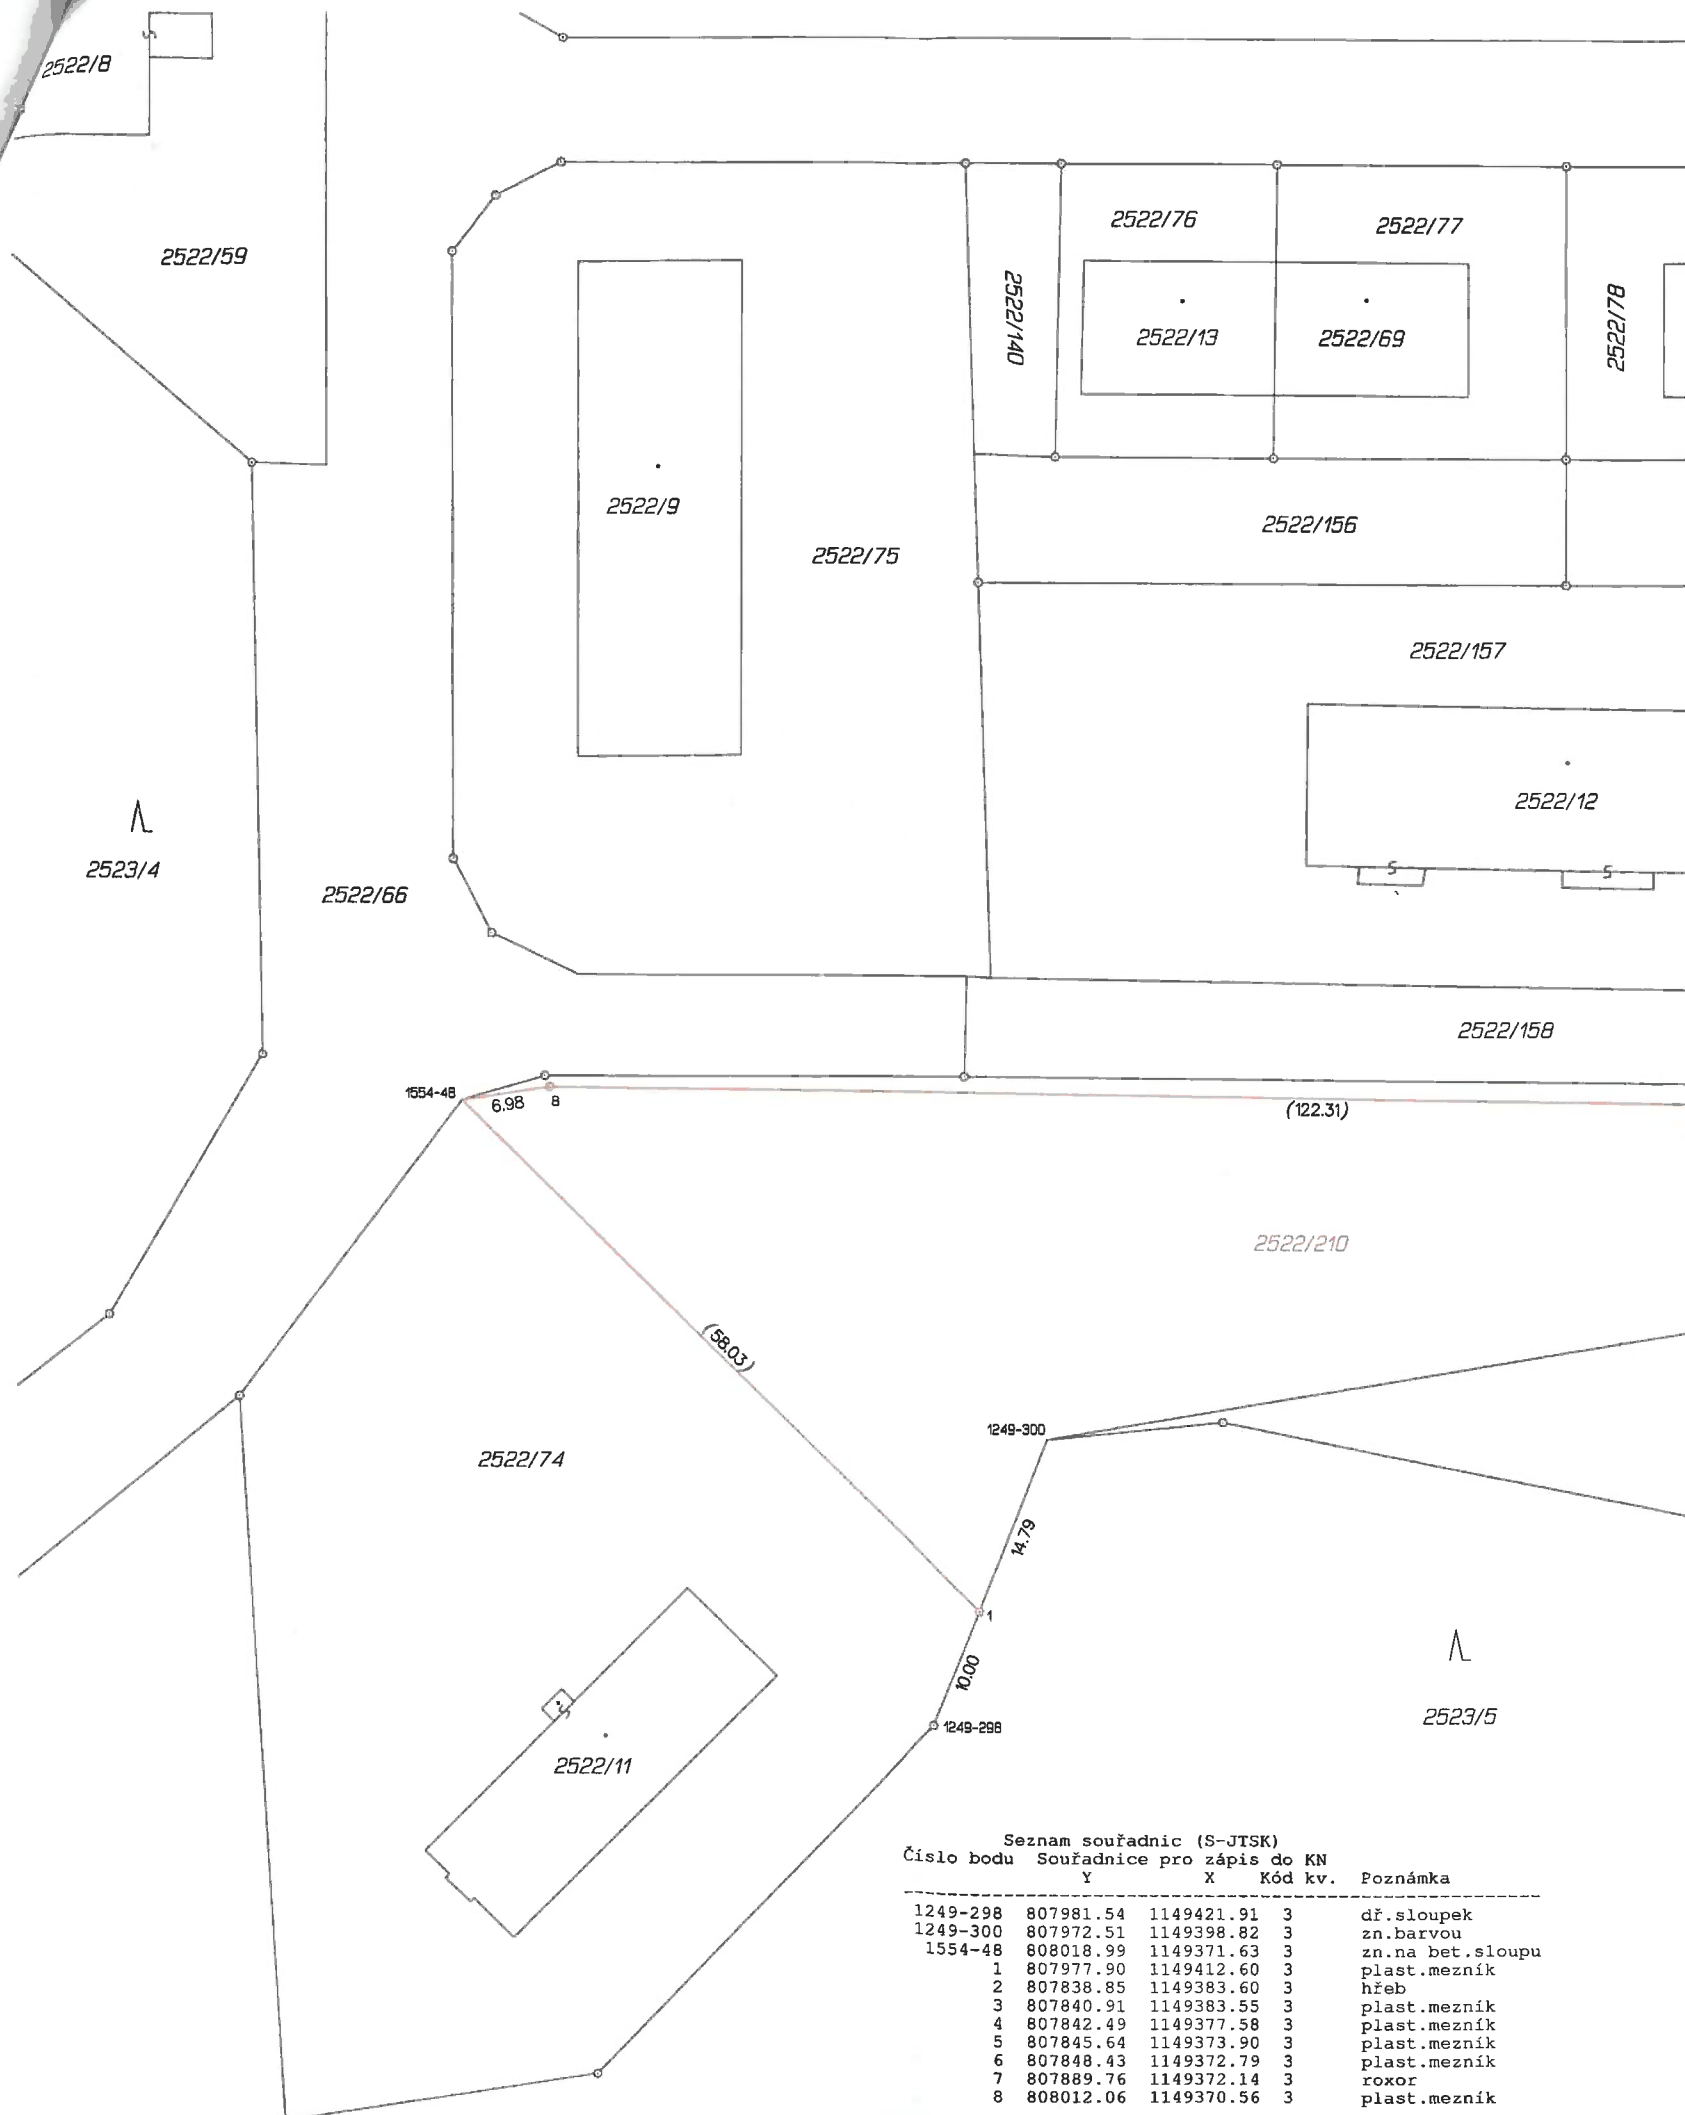 2522/8
2522/59
2522/76
2522/77
2522/140
2522/13
2522/69
2522/78
2522/9
2522/156
2522/75
2522/157
2522/12
2523/4
2522/66
2522/158
1554-48
6.98
8
(122.31)
2522/210
(58.03)
1249-300
2522/74
14.79
1
10.00
1249-298
2523/5
2522/11
Seznam souřadnic (S-JTSK)
Číslo bodu Souřadnice pro zápis do KN
Y X Kód kv. Poznámka
1249-298 807981.54 1149421.91 3 dř.sloupek
1249-300 807972.51 1149398.82 3 zn.barvou
1554-48 808018.99 1149371.63 3 zn.na bet.sloupu
1 807977.90 1149412.60 3 plast.mezník
2 807838.85 1149383.60 3 hřeb
3 807840.91 1149383.55 3 plast.mezník
4 807842.49 1149377.58 3 plast.mezník
5 807845.64 1149373.90 3 plast.mezník
6 807848.43 1149372.79 3 plast.mezník
7 807889.76 1149372.14 3 roxor
8 808012.06 1149370.56 3 plast.mezník